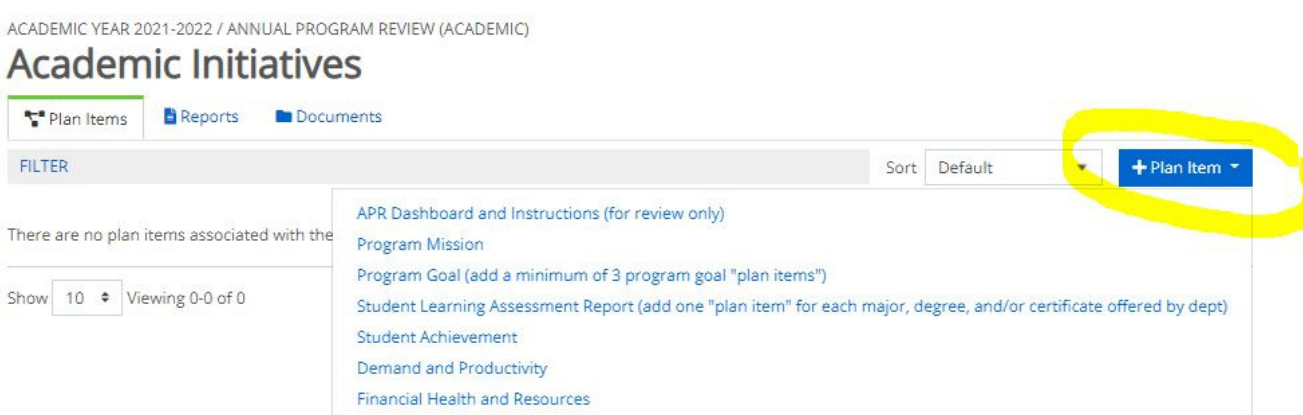 ACADEMIC YEAR 2021-2022 / ANNUAL PROGRAM REVIEW (ACADEMIC)
Academic Initiatives
Plan Items Reports Documents
FILTER Sort Default + Plan Item
APR Dashboard and Instructions (for review only)
There are no plan items associated with the
Program Mission
Program Goal (add a minimum of 3 program goal "plan items")
Show 10 Viewing 0-0 of 0
Student Learning Assessment Report (add one "plan item" for each major, degree, and/or certificate offered by dept)
Student Achievement
Demand and Productivity
Financial Health and Resources